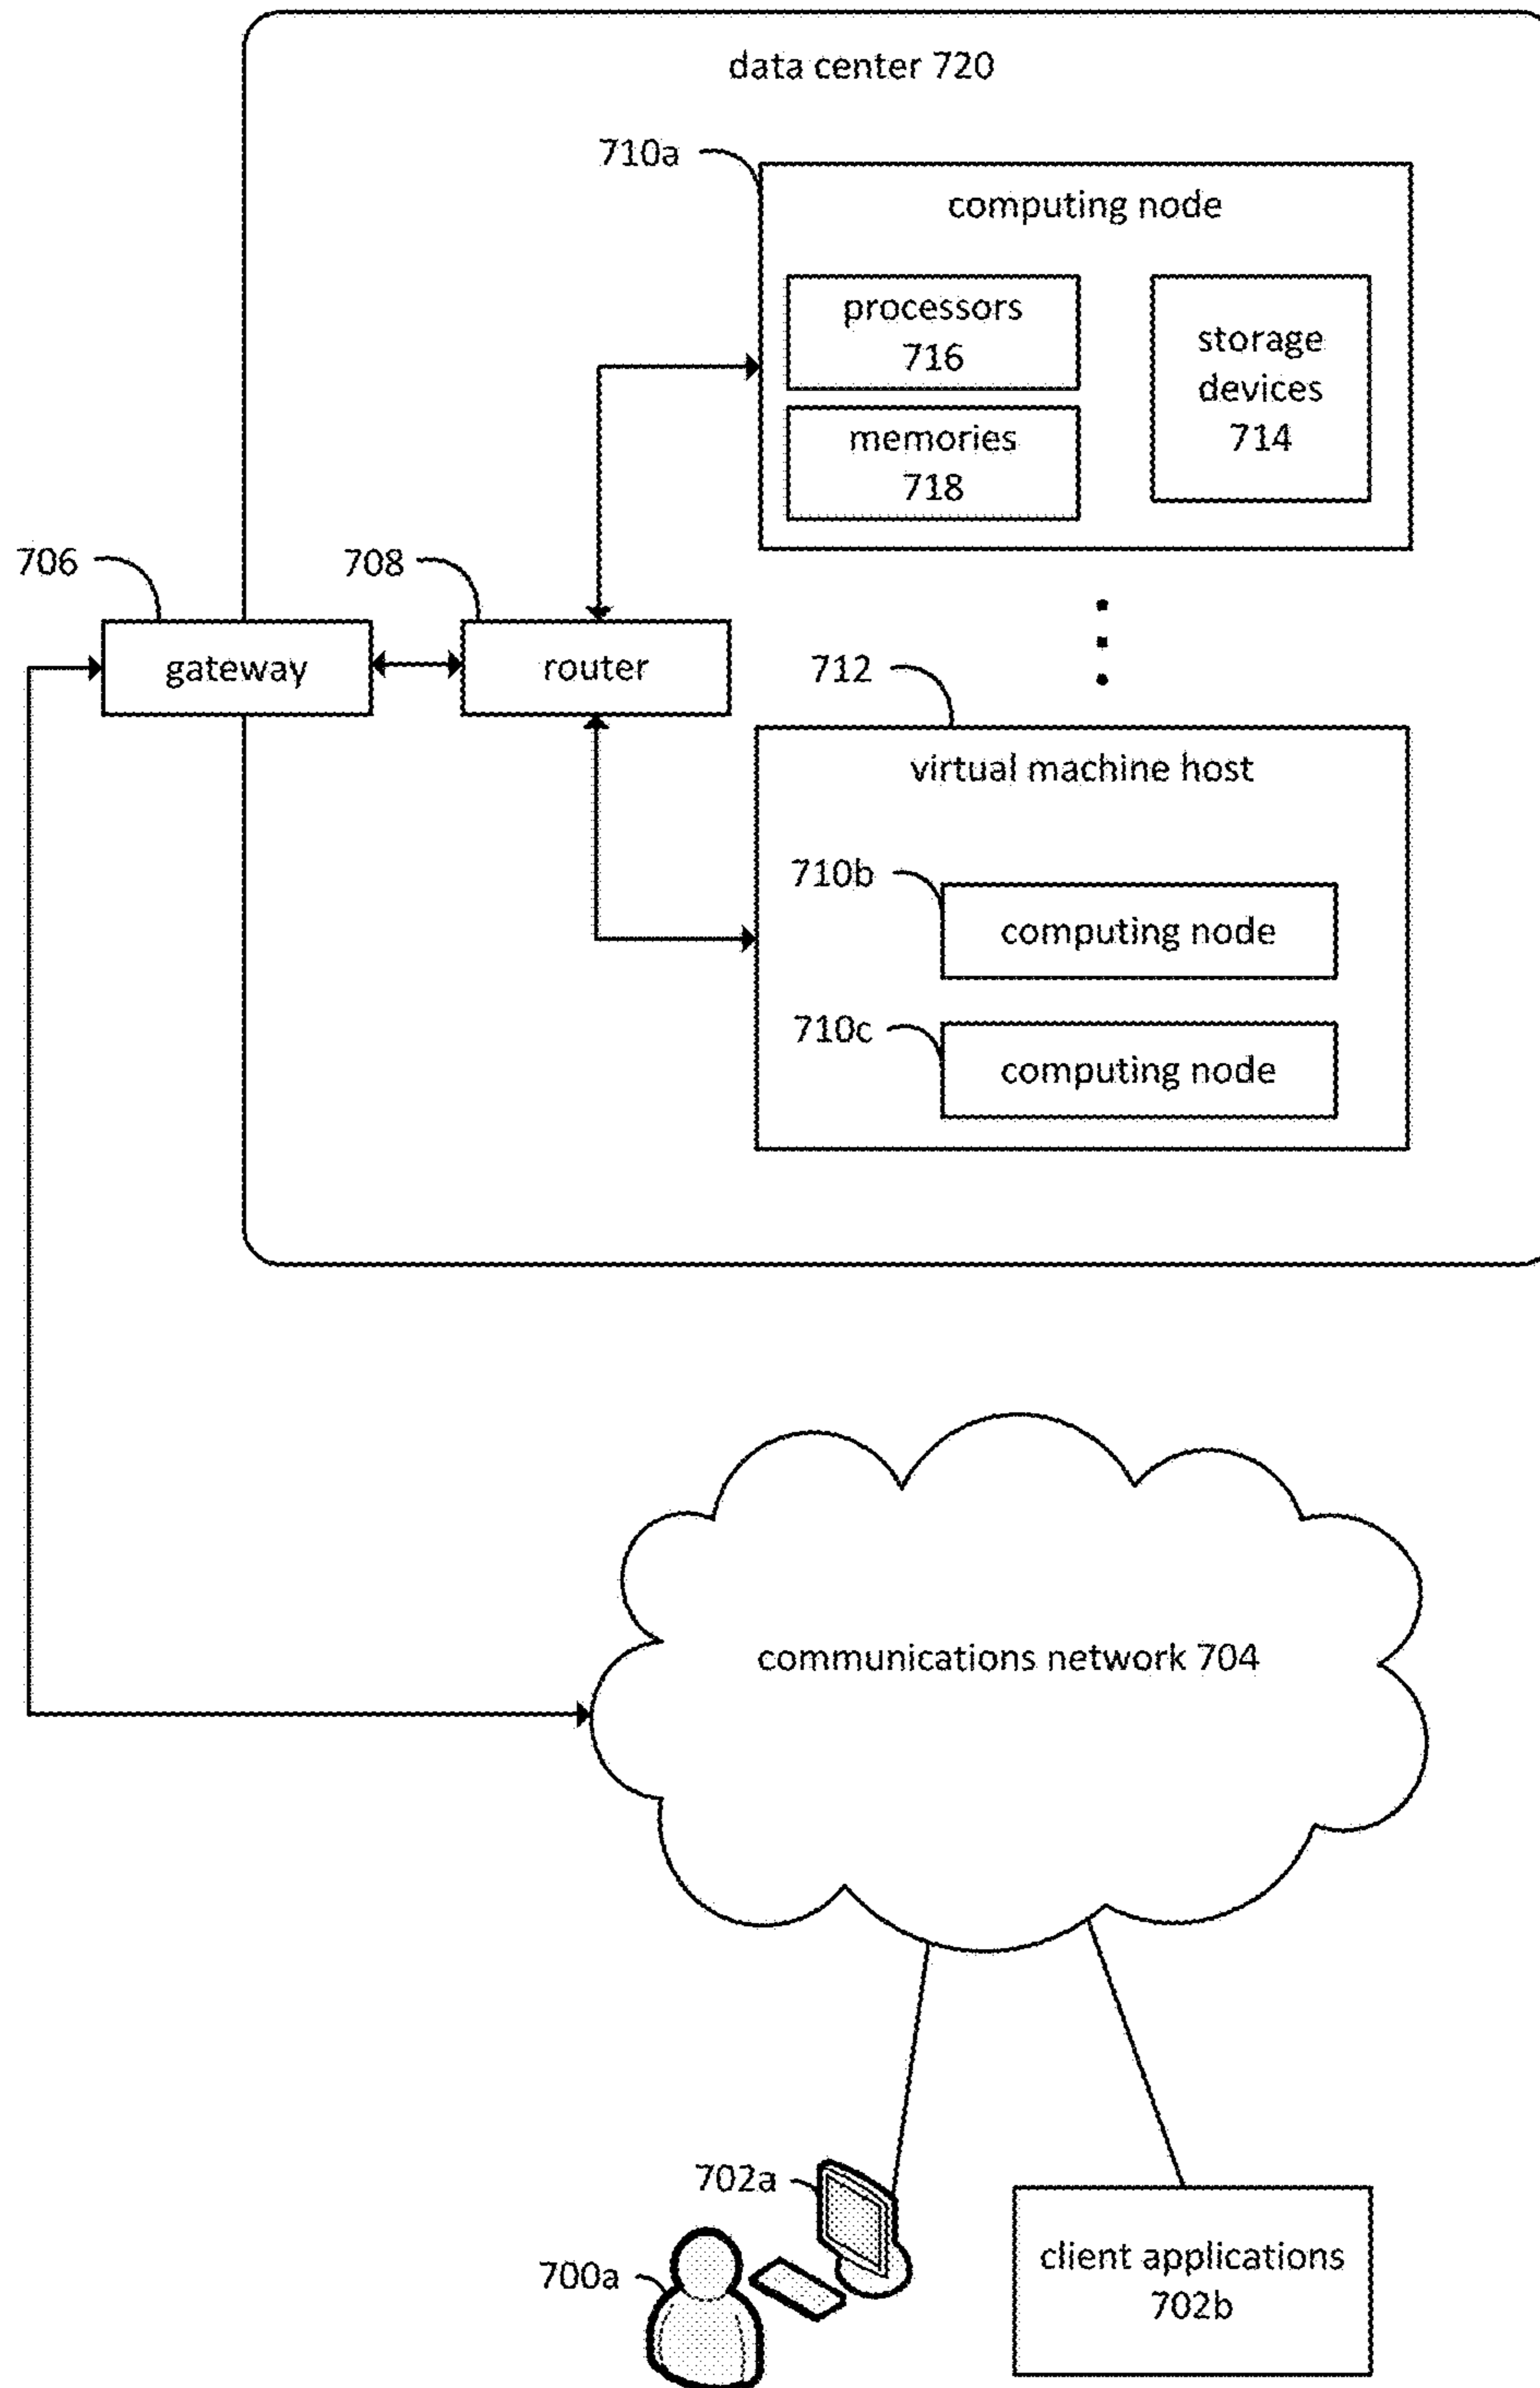 data center 720
710a
computing node
processors
716
storage
devices
714
memories
718
706
708
gateway
router
712
virtual machine host
710b
computing node
710c
computing node
communications network 704
702a
700a
client applications
702b